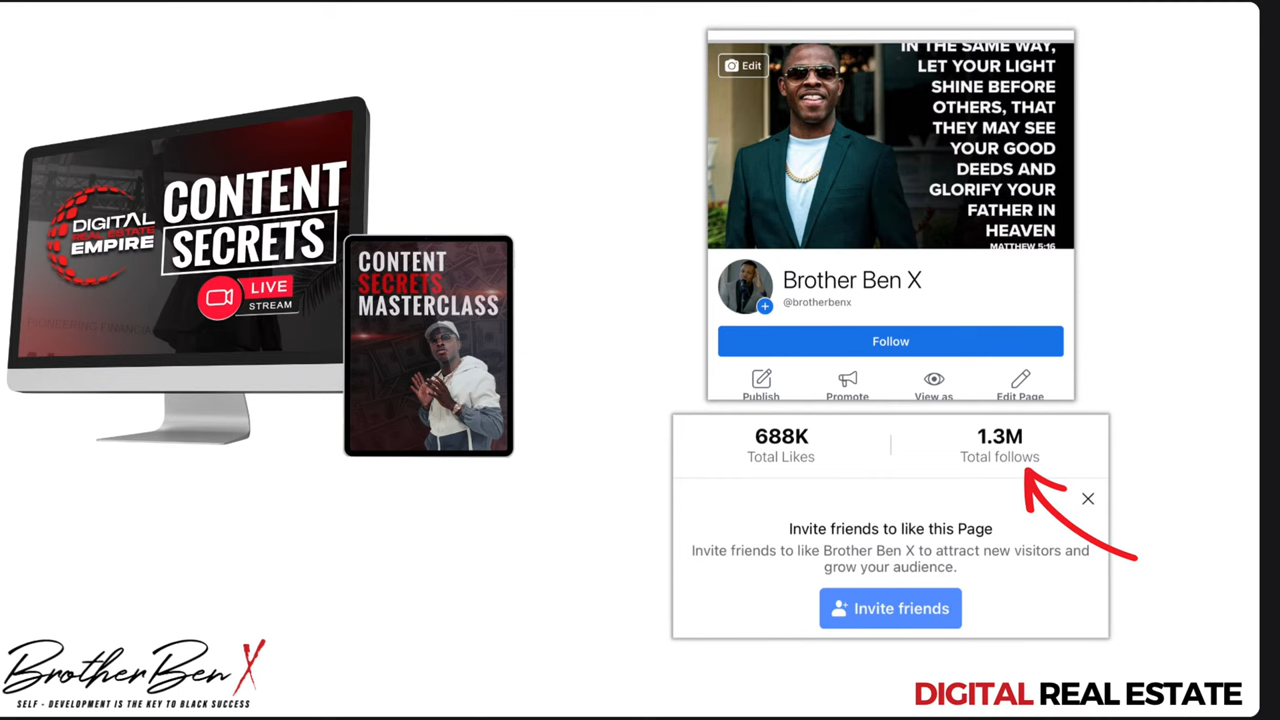 DIGITAL
REAL ESTATE
EMPIRE
CONTENT
SECRETS
LIVE
STREAM
PIONEERING FINANCIA
CONTENT
SECRETS
MASTERCLASS
Edit
IN THE SAME WAY,
LET YOUR LIGHT
SHINE BEFORE
OTHERS, THAT
THEY MAY SEE
YOUR GOOD
DEEDS AND
GLORIFY YOUR
FATHER IN
HEAVEN
MATTHEW 5:16
Brother Ben X
@brotherbenx
Follow
Publish Promote View as Edit Page
688K 1.3M
Total Likes Total follows
Invite friends to like this Page
Invite friends to like Brother Ben X to attract new visitors and
grow your audience.
Invite friends
Brother Ben X
SELF - DEVELOPMENT IS THE KEY TO BLACK SUCCESS
DIGITAL REAL ESTATE